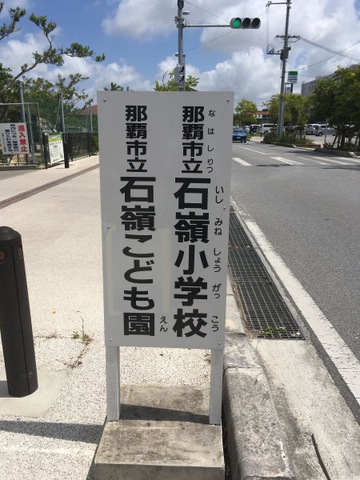 那覇市立石嶺小学校
なはしりついしみねしょうがっこう
那覇市立石嶺こども園
えん